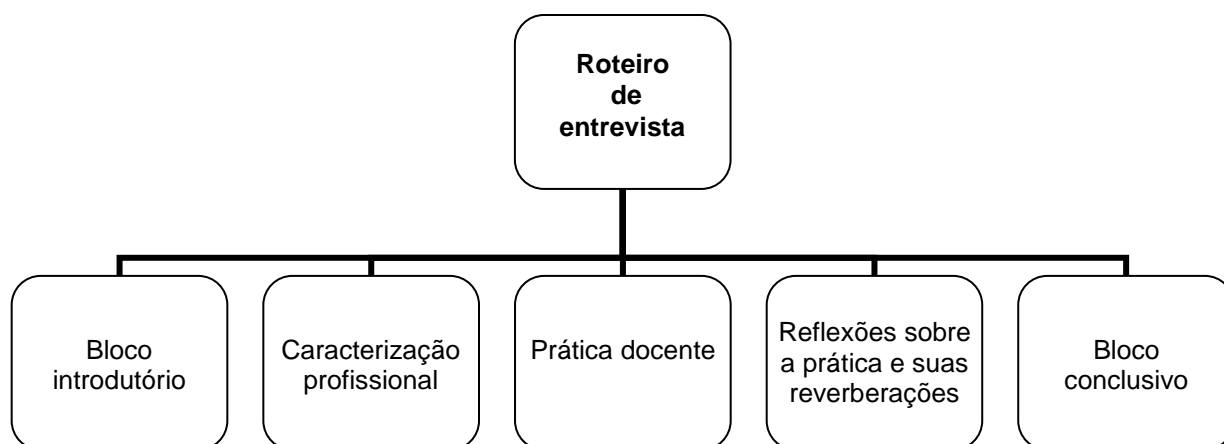 Roteiro
de
entrevista
Bloco
introdutório
Caracterização
profissional
Prática docente
Reflexões sobre
a prática e suas
reverberações
Bloco
conclusivo